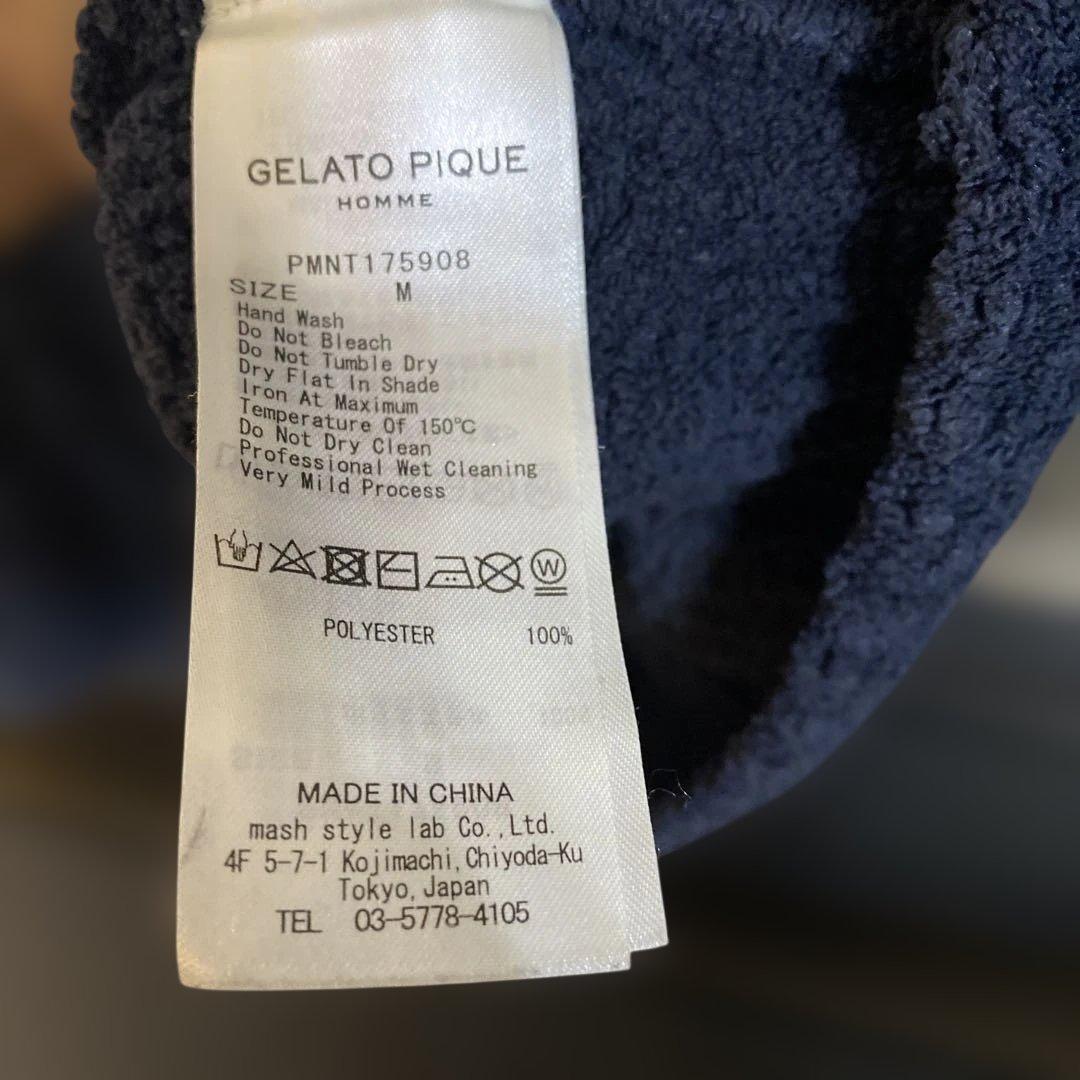 GELATO PIQUE
HOMME
PMNT175908
SIZE M
Hand Wash
Do Not Bleach
Do Not Tumble Dry
Dry Flat In Shade
Iron At Maximum
Temperature Of 150℃
Do Not Dry Clean
Professional Wet Cleaning
Very Mild Process
W
POLYESTER 100%
MADE IN CHINA
mash style lab Co.,Ltd.
4F 5-7-1 Kojimachi,Chiyoda-Ku
Tokyo,Japan
TEL 03-5778-4105